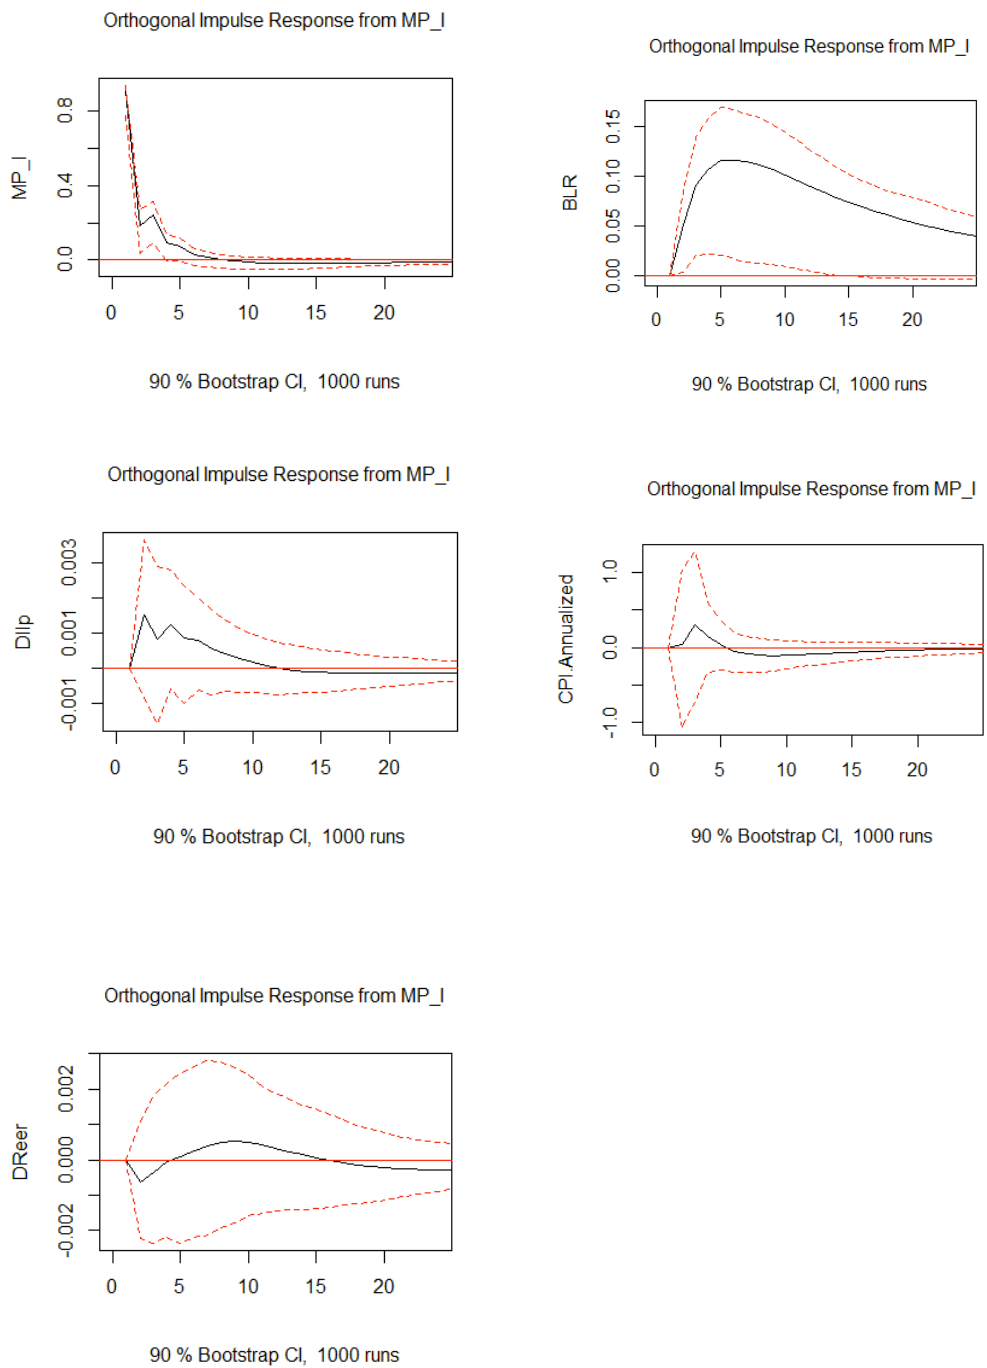 Orthogonal Impulse Response from MP_I
MP_I
0.8
0.4
0.0
0 5 10 15 20
90 % Bootstrap CI, 1000 runs
Orthogonal Impulse Response from MP_I
BLR
0.15
0.10
0.05
0.00
0 5 10 15 20
90 % Bootstrap CI, 1000 runs
Orthogonal Impulse Response from MP_I
DIIp
0.003
0.001
-0.001
0 5 10 15 20
90 % Bootstrap CI, 1000 runs
Orthogonal Impulse Response from MP_I
CPI.Annualized
1.0
0.0
-1.0
0 5 10 15 20
90 % Bootstrap CI, 1000 runs
Orthogonal Impulse Response from MP_I
DReer
0.002
0.000
-0.002
0 5 10 15 20
90 % Bootstrap CI, 1000 runs